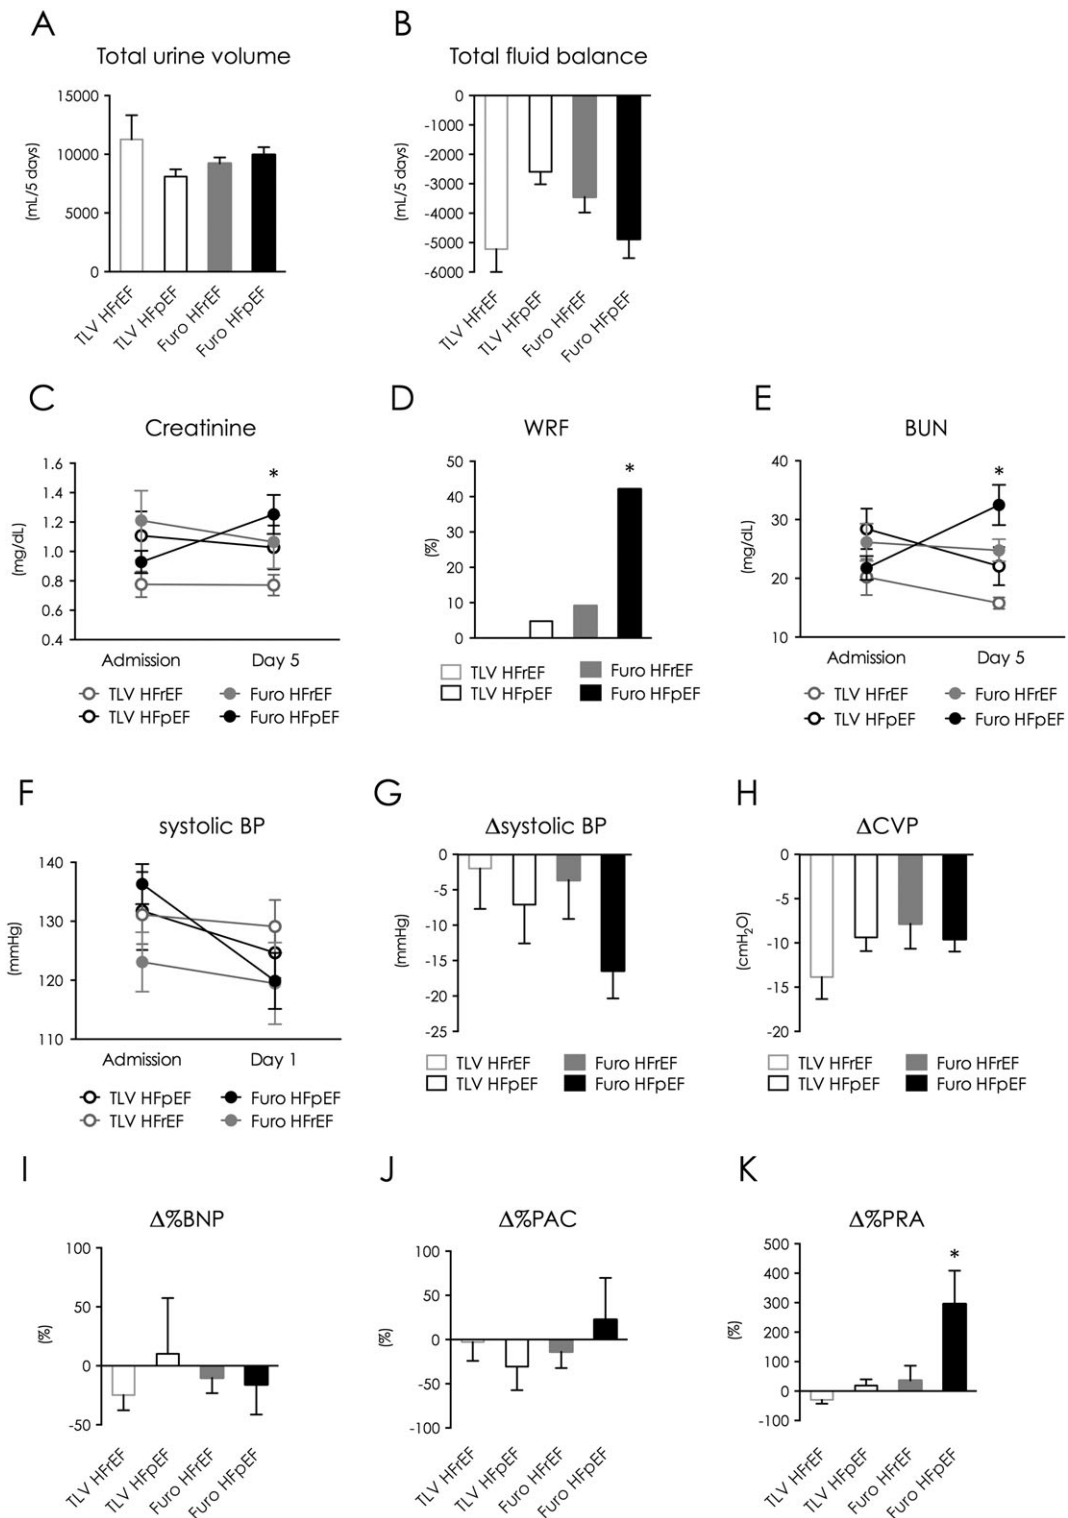 A
Total urine volume
(mL/5 days)
15000
10000
5000
0
TLV HFrEF
TLV HFpEF
Furo HFrEF
Furo HFpEF
B
Total fluid balance
(mL/5 days)
0
-1000
-2000
-3000
-4000
-5000
-6000
TLV HFrEF
TLV HFpEF
Furo HFrEF
Furo HFpEF
C
Creatinine
(mg/dL)
1.6
1.4
1.2
1.0
0.8
0.6
0.4
*
Admission
Day 5
TLV HFrEF
Furo HFrEF
TLV HFpEF
Furo HFpEF
D
WRF
(%)
50
40
30
20
10
0
*
TLV HFrEF
Furo HFrEF
TLV HFpEF
Furo HFpEF
E
BUN
(mg/dL)
40
30
20
10
*
Admission
Day 5
TLV HFrEF
Furo HFrEF
TLV HFpEF
Furo HFpEF
F
systolic BP
(mmHg)
140
130
120
110
Admission
Day 1
TLV HFpEF
Furo HFpEF
TLV HFrEF
Furo HFrEF
G
Δsystolic BP
(mmHg)
0
-5
-10
-15
-20
-25
TLV HFrEF
Furo HFrEF
TLV HFpEF
Furo HFpEF
H
ΔCVP
(cmH₂O)
0
-5
-10
-15
-20
TLV HFrEF
Furo HFrEF
TLV HFpEF
Furo HFpEF
I
Δ%BNP
(%)
100
50
0
-50
TLV HFrEF
TLV HFpEF
Furo HFrEF
Furo HFpEF
J
Δ%PAC
(%)
100
50
0
-50
-100
TLV HFrEF
TLV HFpEF
Furo HFrEF
Furo HFpEF
K
Δ%PRA
(%)
500
400
300
200
100
0
-100
*
TLV HFrEF
TLV HFpEF
Furo HFrEF
Furo HFpEF